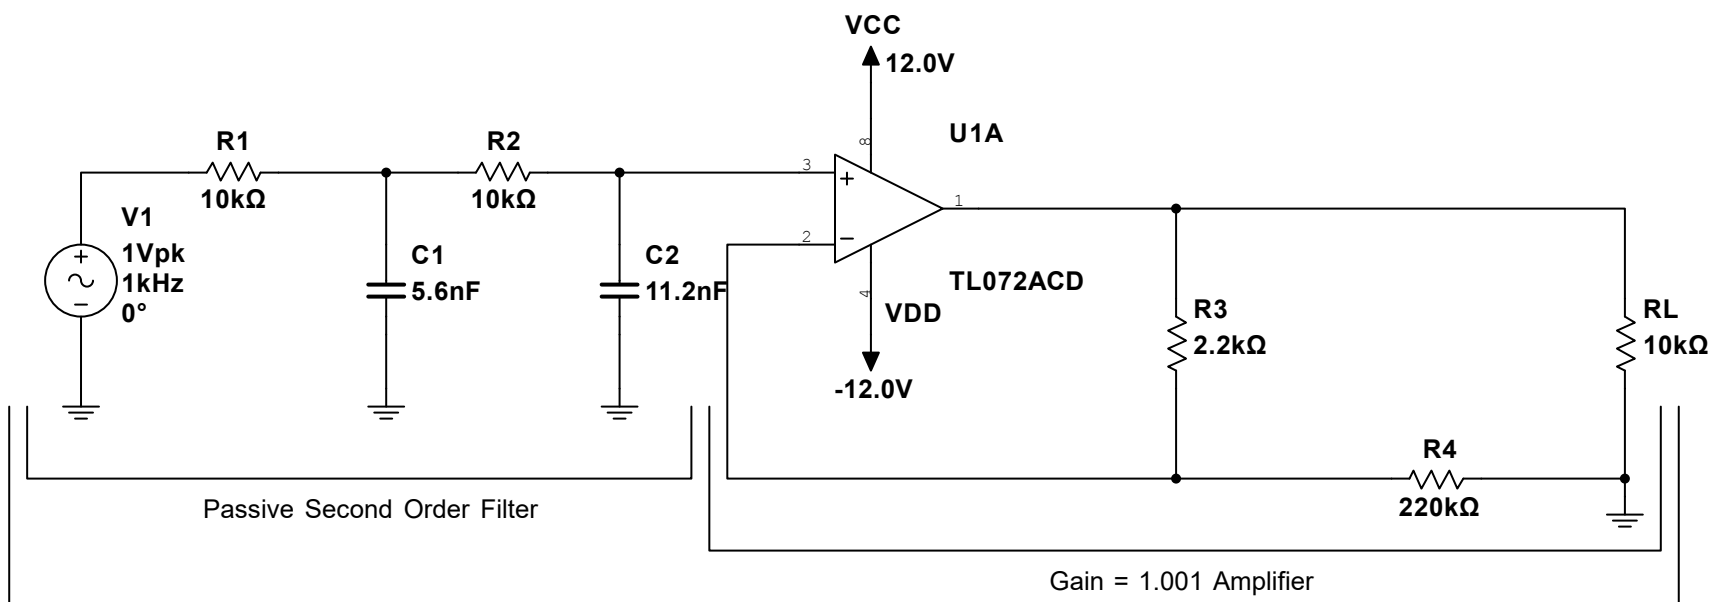 VCC
12.0V
8
U1A
R1
10kΩ
R2
10kΩ
3
1
2
V1
1Vpk
1kHz
0°
C1
5.6nF
C2
11.2nF
TL072ACD
4
VDD
-12.0V
R3
2.2kΩ
RL
10kΩ
R4
220kΩ
Passive Second Order Filter
Gain = 1.001 Amplifier